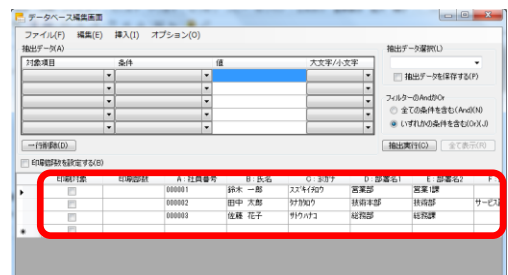 データベース編集画面
ファイル(F) 編集(E) 挿入(I) オプション(O)
抽出データ(A)
対象項目 条件 値 大文字/小文字
抽出データ選択(L)
抽出データを保存する(P)
フィルターのAndかOr
全ての条件を含む(And)(N)
いずれかの条件を含む(Or)(J)
一行削除(D)
抽出実行(C) 全て表示(R)
印刷部数を設定する(B)
印刷対象 印刷部数 A:社員番号 B:氏名 C:ふりがな D:部署名1 E:部署名2 F:
000001 鈴木 一郎 スズキイチロウ 営業部 営業1課
000002 田中 太郎 タナカタロウ 技術本部 技術部 サービス
000003 佐藤 花子 サトウハナコ 総務部 総務課